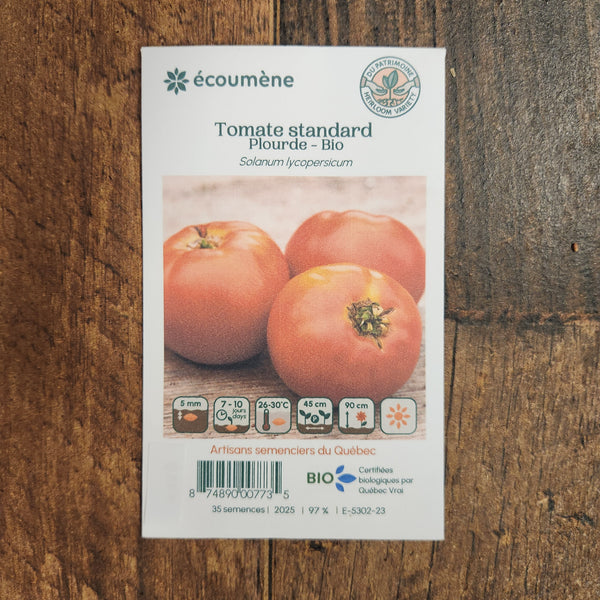 écoumène
DU PATRIMOINE
HEIRLOOM VARIETY
Tomate standard
Plourde - Bio
Solanum lycopersicum
5 mm
7 - 10
jours
days
26-30°C
45 cm
P
90 cm
Artisans semenciers du Québec
8 74890 00773 5
BIO
Certifiées
biologiques par
Québec Vrai
35 semences | 2025 | 97 % | E-5302-23